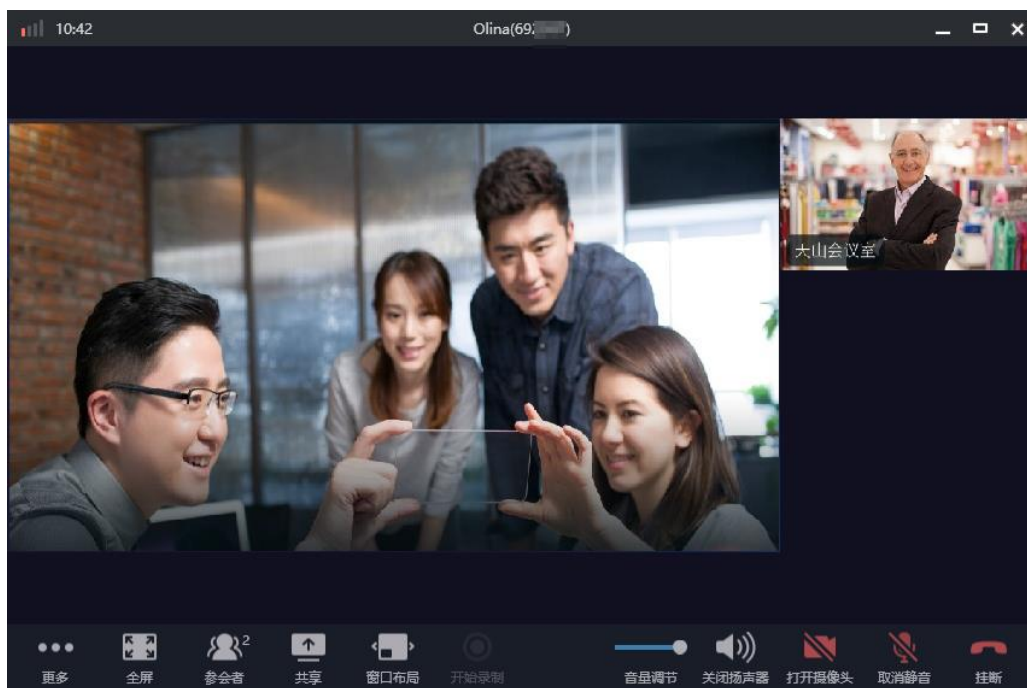 10:42
Olina(692 )
大山会议室
2
更多
全屏
参会者
共享
窗口布局
开始录制
音量调节
关闭扬声器
打开摄像头
取消静音
挂断